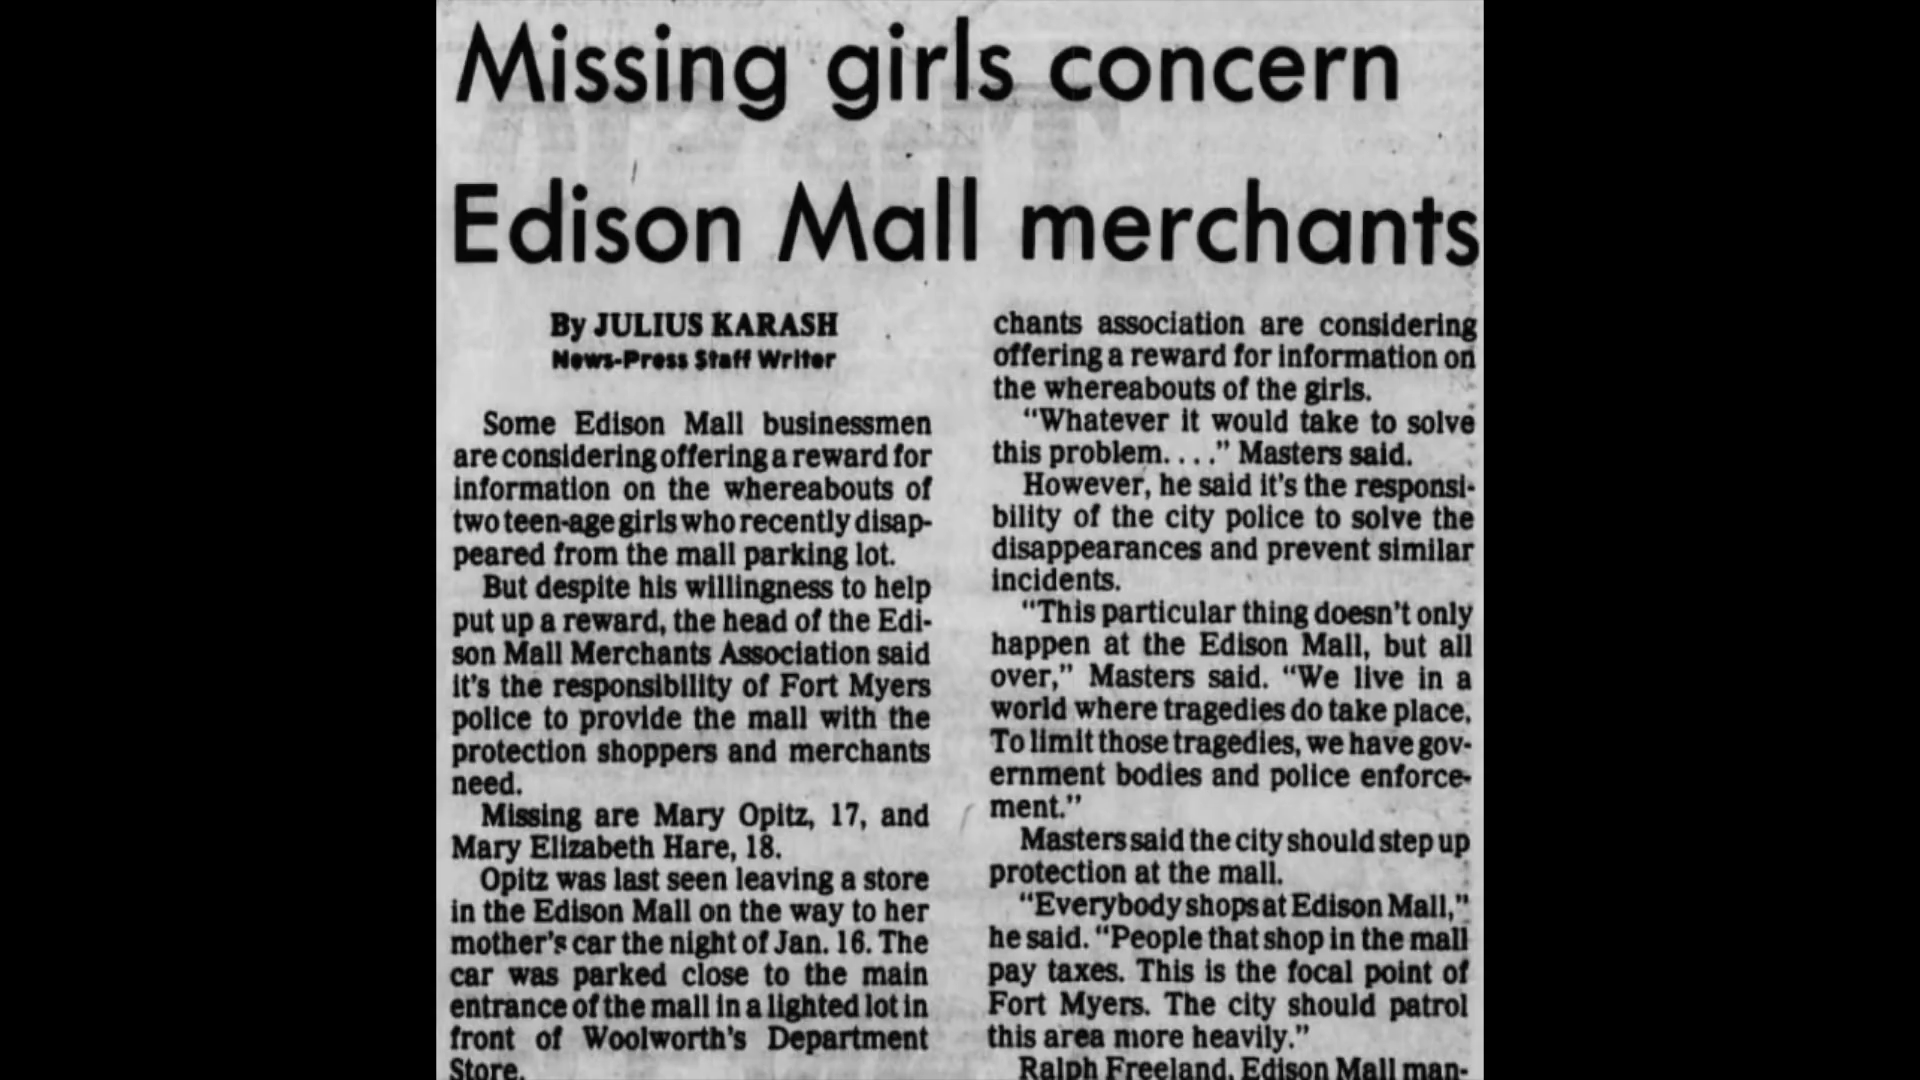 Missing girls concern
Edison Mall merchants
By JULIUS KARASH
News-Press Staff Writer
Some Edison Mall businessmen
are considering offering a reward for
information on the whereabouts of
two teen-age girls who recently disap-
peared from the mall parking lot.
But despite his willingness to help
put up a reward, the head of the Edi-
son Mall Merchants Association said
it's the responsibility of Fort Myers
police to provide the mall with the
protection shoppers and merchants
need.
Missing are Mary Opitz, 17, and
Mary Elizabeth Hare, 18.
Opitz was last seen leaving a store
in the Edison Mall on the way to her
mother's car the night of Jan. 16. The
car was parked close to the main
entrance of the mall in a lighted lot in
front of Woolworth's Department
Store.
chants association are considering
offering a reward for information on
the whereabouts of the girls.
"Whatever it would take to solve
this problem. . . ." Masters said.
However, he said it's the responsi-
bility of the city police to solve the
disappearances and prevent similar
incidents.
"This particular thing doesn't only
happen at the Edison Mall, but all
over," Masters said. "We live in a
world where tragedies do take place.
To limit those tragedies, we have gov-
ernment bodies and police enforce-
ment."
Masters said the city should step up
protection at the mall.
"Everybody shops at Edison Mall,"
he said. "People that shop in the mall
pay taxes. This is the focal point of
Fort Myers. The city should patrol
this area more heavily."
Ralph Freeland, Edison Mall man-